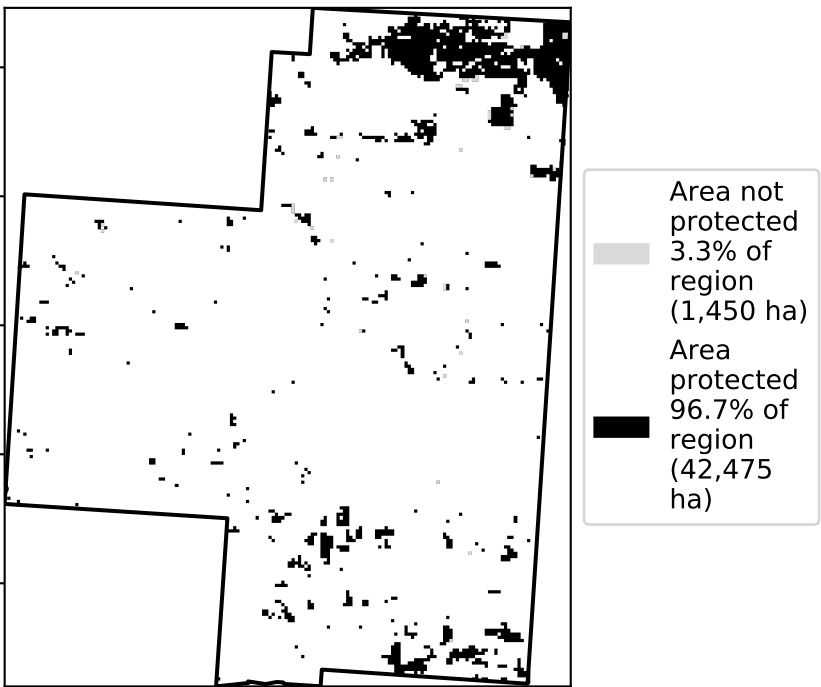 Area not
protected
3.3% of
region
(1,450 ha)
Area
protected
96.7% of
region
(42,475
ha)